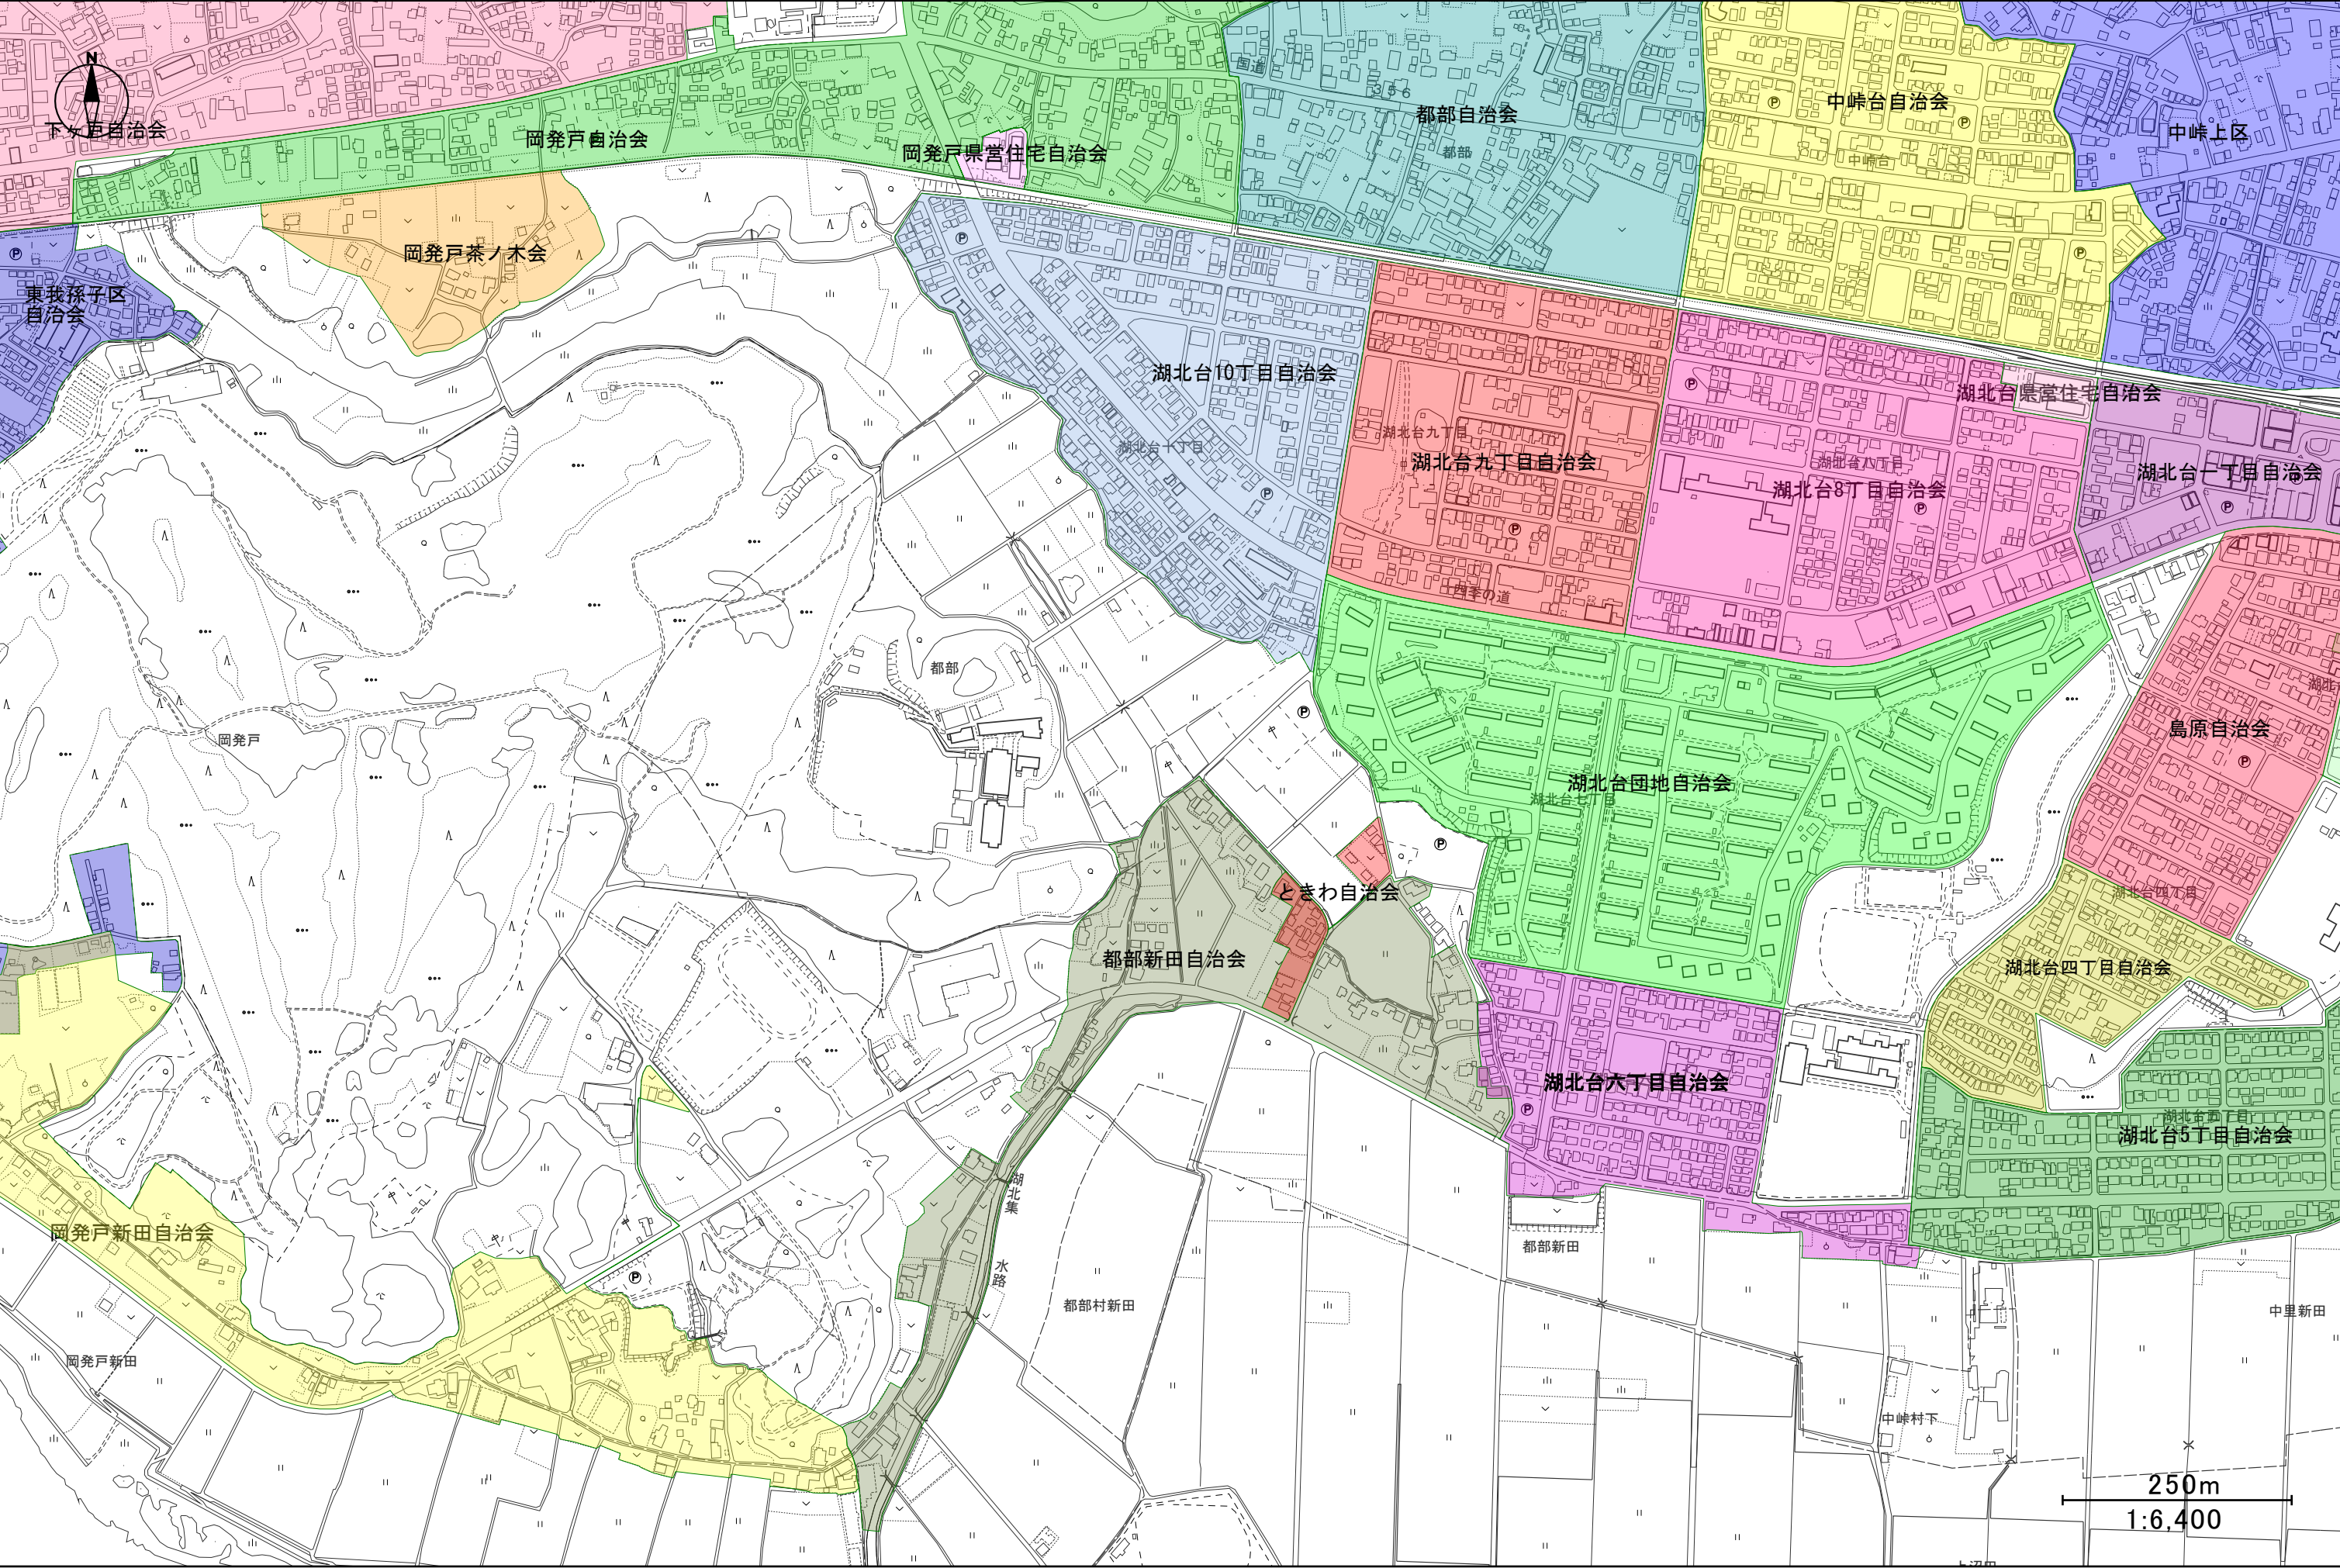 N
下ヶ戸自治会
岡発戸自治会
岡発戸県営住宅自治会
国道
356
都部自治会
都部
中峠台自治会
中峠台
中峠上区
岡発戸茶ノ木会
東我孫子区
自治会
湖北台10丁目自治会
湖北台十丁目
湖北台九丁目
湖北台九丁目自治会
四季の道
湖北台県営住宅自治会
湖北台八丁目
湖北台8丁目自治会
湖北台一丁目自治会
都部
岡発戸
湖北台団地自治会
湖北台七丁目
湖北
島原自治会
ときわ自治会
都部新田自治会
湖北台四丁目
湖北台四丁目自治会
湖北台六丁目自治会
湖北台五丁目
湖北台5丁目自治会
湖北集
水路
岡発戸新田自治会
岡発戸新田
都部村新田
都部新田
中里新田
中峠村下
250m
1:6,400